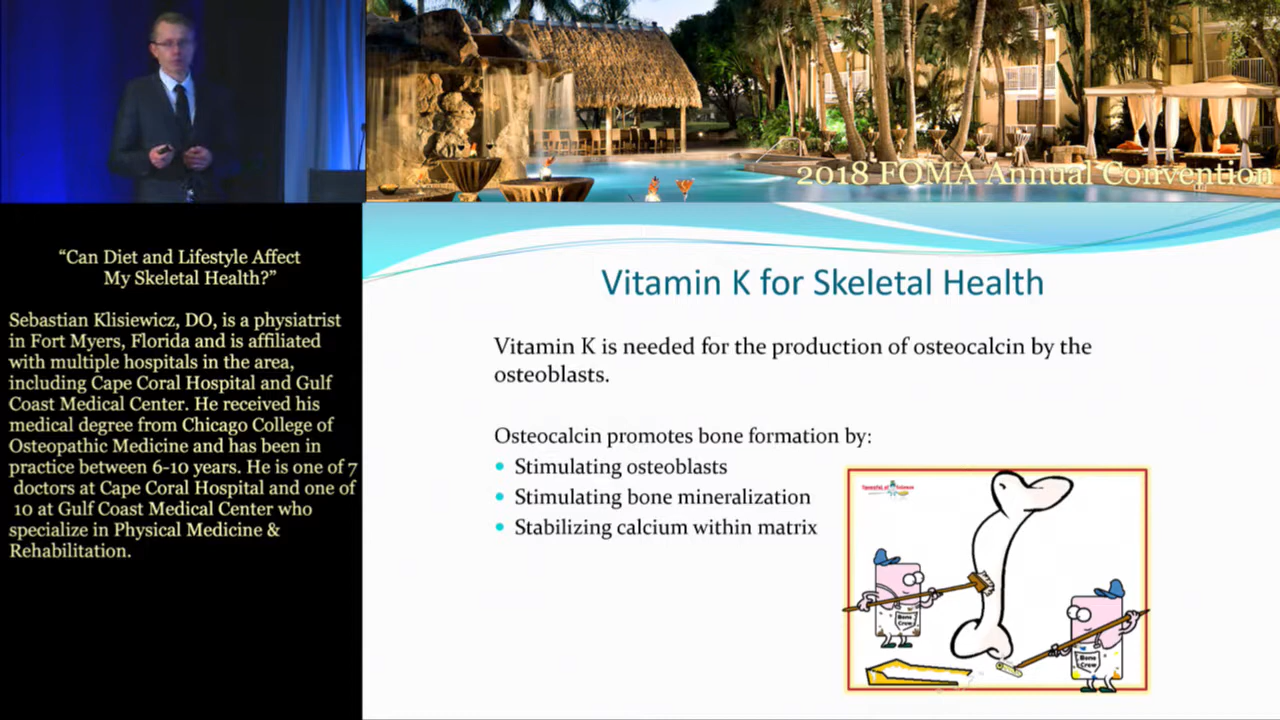 2018 FOMA Annual Convention
“Can Diet and Lifestyle Affect
My Skeletal Health?”
Sebastian Klisiewicz, DO, is a physiatrist
in Fort Myers, Florida and is affiliated
with multiple hospitals in the area,
including Cape Coral Hospital and Gulf
Coast Medical Center. He received his
medical degree from Chicago College of
Osteopathic Medicine and has been in
practice between 6-10 years. He is one of 7
doctors at Cape Coral Hospital and one of
10 at Gulf Coast Medical Center who
specialize in Physical Medicine &
Rehabilitation.
Vitamin K for Skeletal Health
Vitamin K is needed for the production of osteocalcin by the
osteoblasts.
Osteocalcin promotes bone formation by:
• Stimulating osteoblasts
• Stimulating bone mineralization
• Stabilizing calcium within matrix
Bone
Crew
Bone
Crew